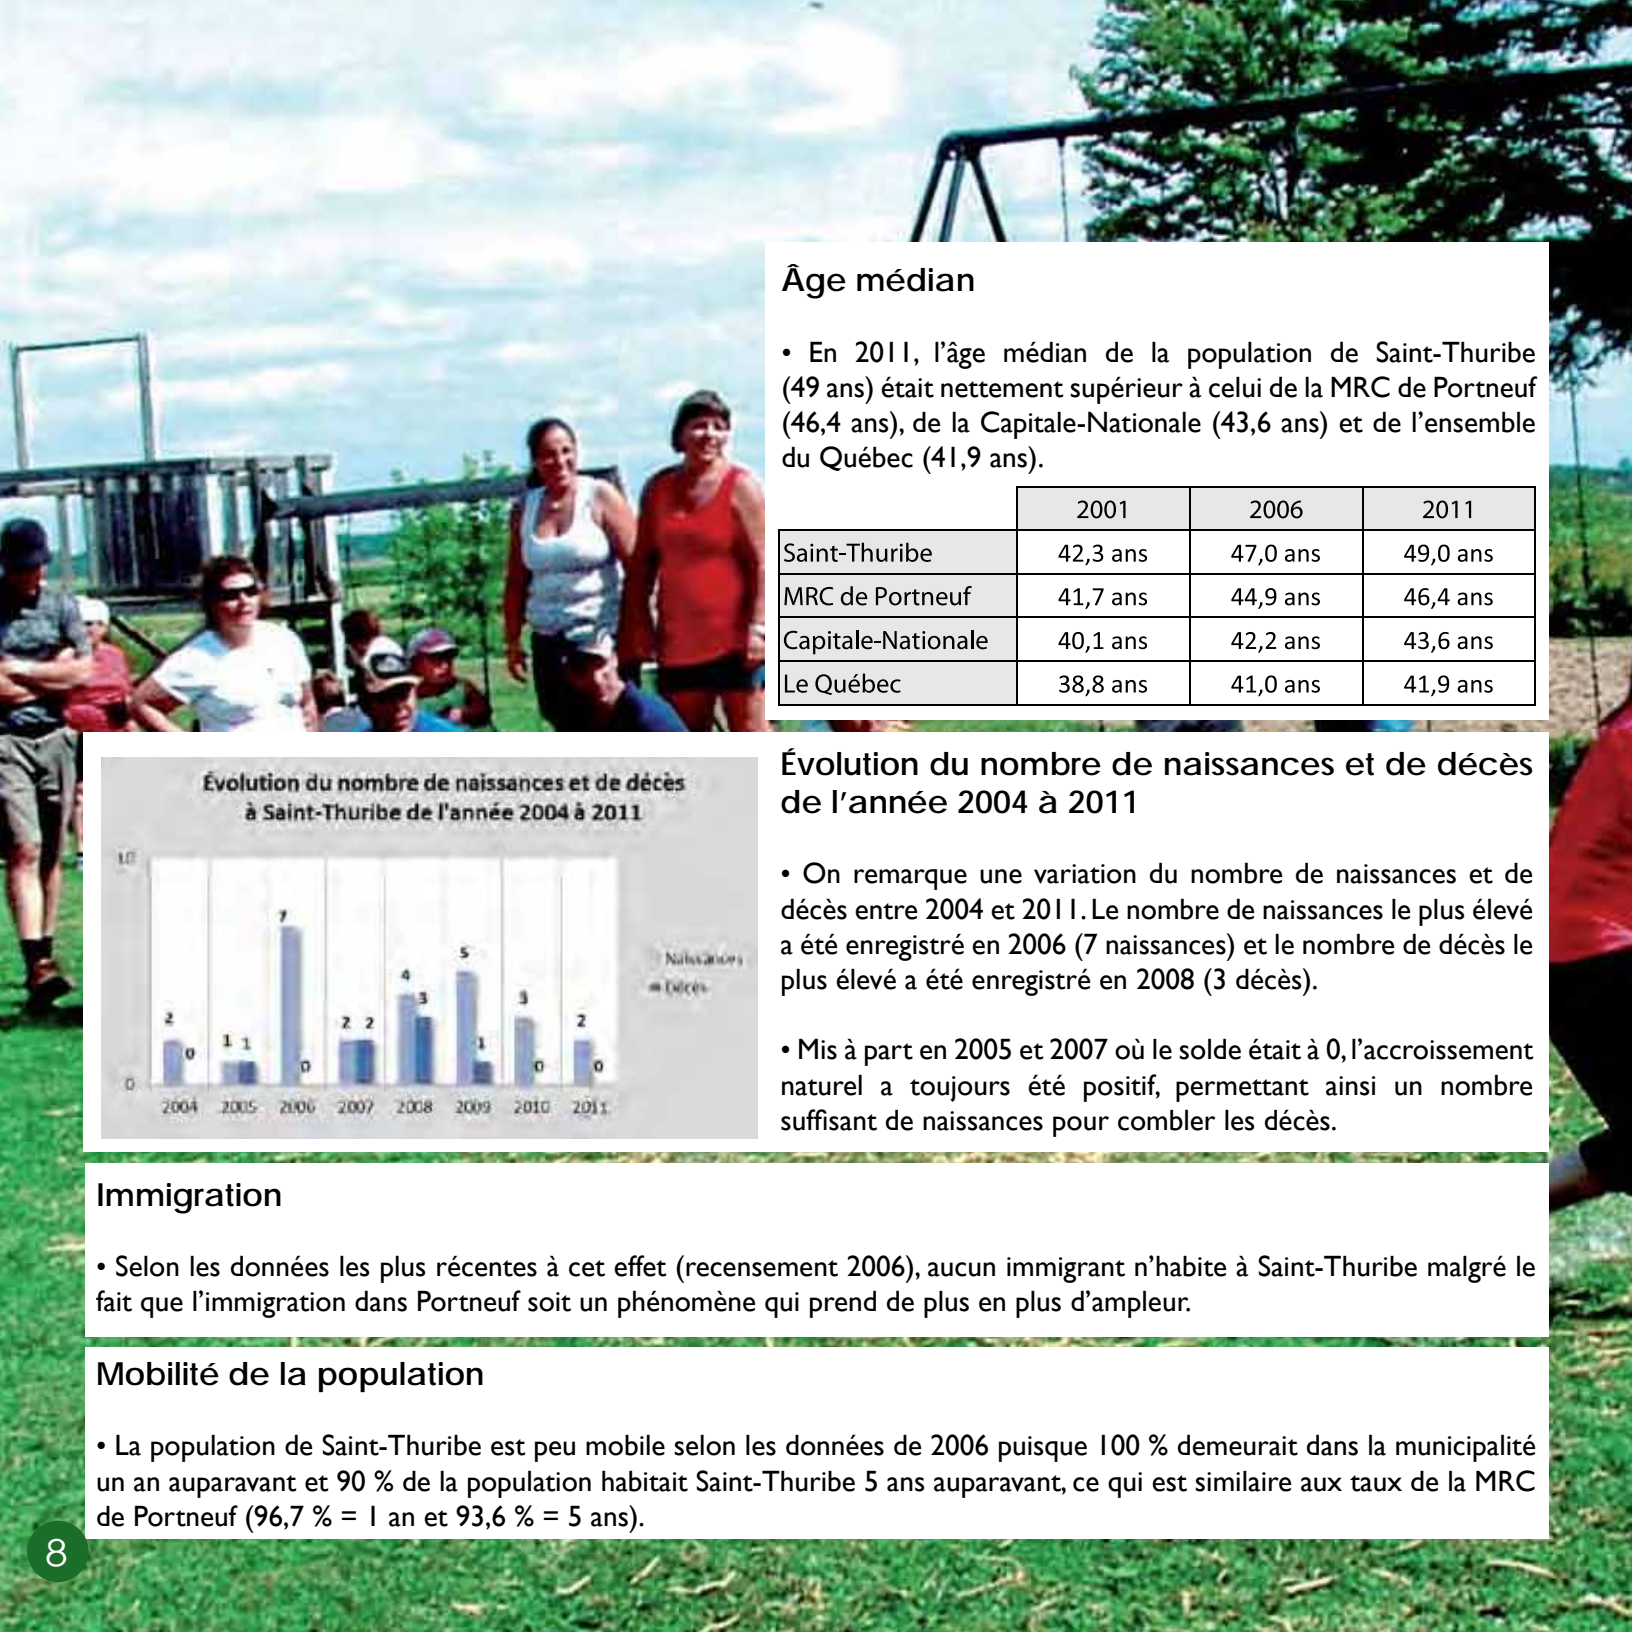 Âge médian
• En 2011, l’âge médian de la population de Saint-Thuribe
(49 ans) était nettement supérieur à celui de la MRC de Portneuf
(46,4 ans), de la Capitale-Nationale (43,6 ans) et de l’ensemble
du Québec (41,9 ans).
2001 2006 2011
Saint-Thuribe 42,3 ans 47,0 ans 49,0 ans
MRC de Portneuf 41,7 ans 44,9 ans 46,4 ans
Capitale-Nationale 40,1 ans 42,2 ans 43,6 ans
Le Québec 38,8 ans 41,0 ans 41,9 ans
Évolution du nombre de naissances et de décès
à Saint-Thuribe de l'année 2004 à 2011
10
7
5
4
3
3
2
2 2
2
1 1
1
0
0
0
0
0
2004 2005 2006 2007 2008 2009 2010 2011
Naissances
Décès
Évolution du nombre de naissances et de décès
de l’année 2004 à 2011
• On remarque une variation du nombre de naissances et de
décès entre 2004 et 2011. Le nombre de naissances le plus élevé
a été enregistré en 2006 (7 naissances) et le nombre de décès le
plus élevé a été enregistré en 2008 (3 décès).
• Mis à part en 2005 et 2007 où le solde était à 0, l’accroissement
naturel a toujours été positif, permettant ainsi un nombre
suffisant de naissances pour combler les décès.
Immigration
• Selon les données les plus récentes à cet effet (recensement 2006), aucun immigrant n’habite à Saint-Thuribe malgré le
fait que l’immigration dans Portneuf soit un phénomène qui prend de plus en plus d’ampleur.
Mobilité de la population
• La population de Saint-Thuribe est peu mobile selon les données de 2006 puisque 100 % demeurait dans la municipalité
un an auparavant et 90 % de la population habitait Saint-Thuribe 5 ans auparavant, ce qui est similaire aux taux de la MRC
de Portneuf (96,7 % = 1 an et 93,6 % = 5 ans).
8